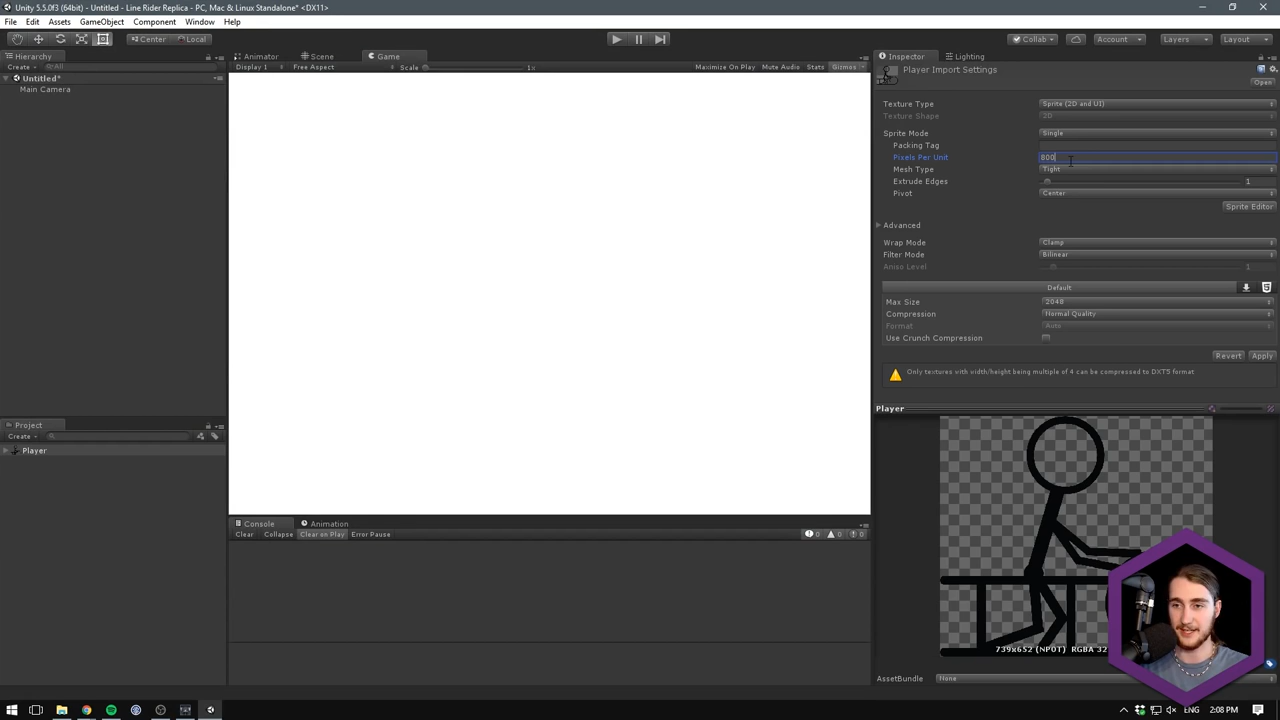 Unity 5.5.0f3 (64bit) - Untitled - Line Rider Replica - PC, Mac & Linux Standalone* <DX11>
File Edit Assets GameObject Component Window Help
Center Local Collab Account Layers Layout
Hierarchy Animator Scene Game Inspector Lighting
Create All Display 1 Free Aspect Scale 1x Maximize On Play Mute Audio Stats Gizmos Player Import Settings
Untitled* Open
Main Camera
Texture Type Sprite (2D and UI)
Texture Shape 2D
Sprite Mode Single
Packing Tag
Pixels Per Unit 800
Mesh Type Tight
Extrude Edges 1
Pivot Center
Sprite Editor
Advanced
Wrap Mode Clamp
Filter Mode Bilinear
Aniso Level 1
Default
Max Size 2048
Compression Normal Quality
Format Auto
Use Crunch Compression
Revert Apply
Only textures with width/height being multiple of 4 can be compressed to DXT5 format
Player
Project
Create
Player
Console Animation
Clear Collapse Clear on Play Error Pause 0 0 0
739x652 (NPOT) RGBA 32
AssetBundle None
ENG 2:08 PM